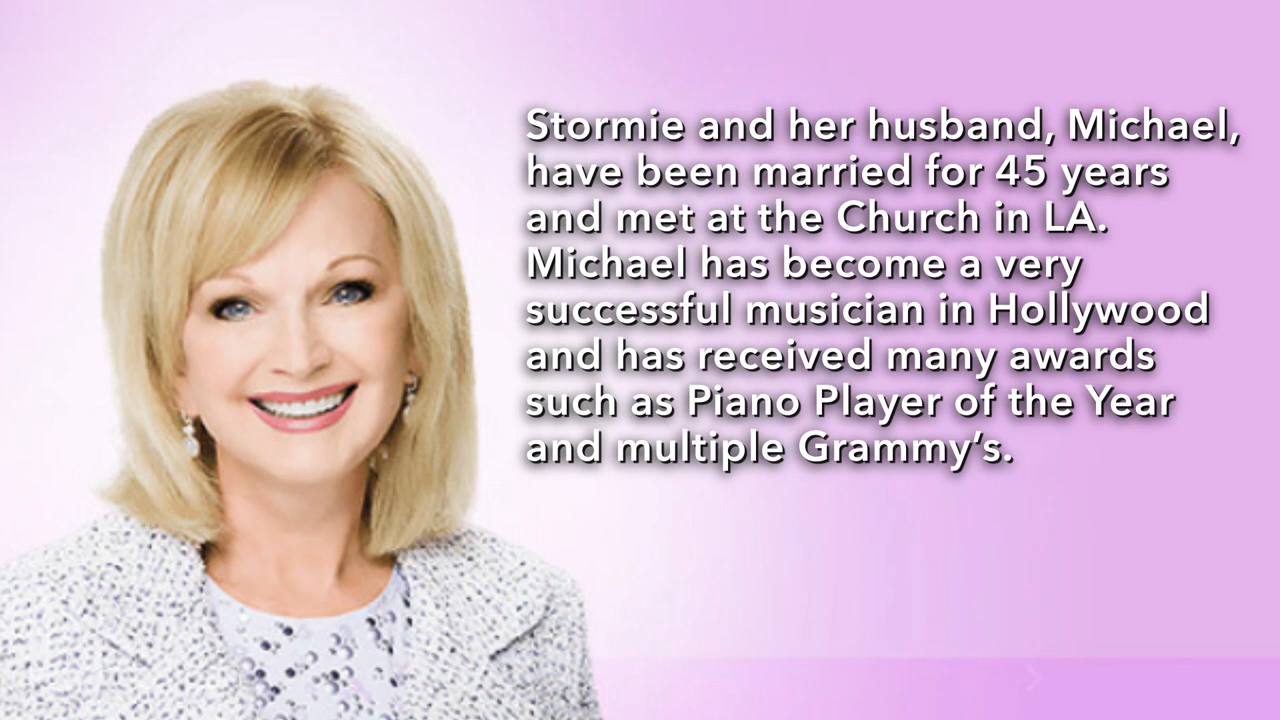 Stormie and her husband, Michael,
have been married for 45 years
and met at the Church in LA.
Michael has become a very
successful musician in Hollywood
and has received many awards
such as Piano Player of the Year
and multiple Grammy’s.